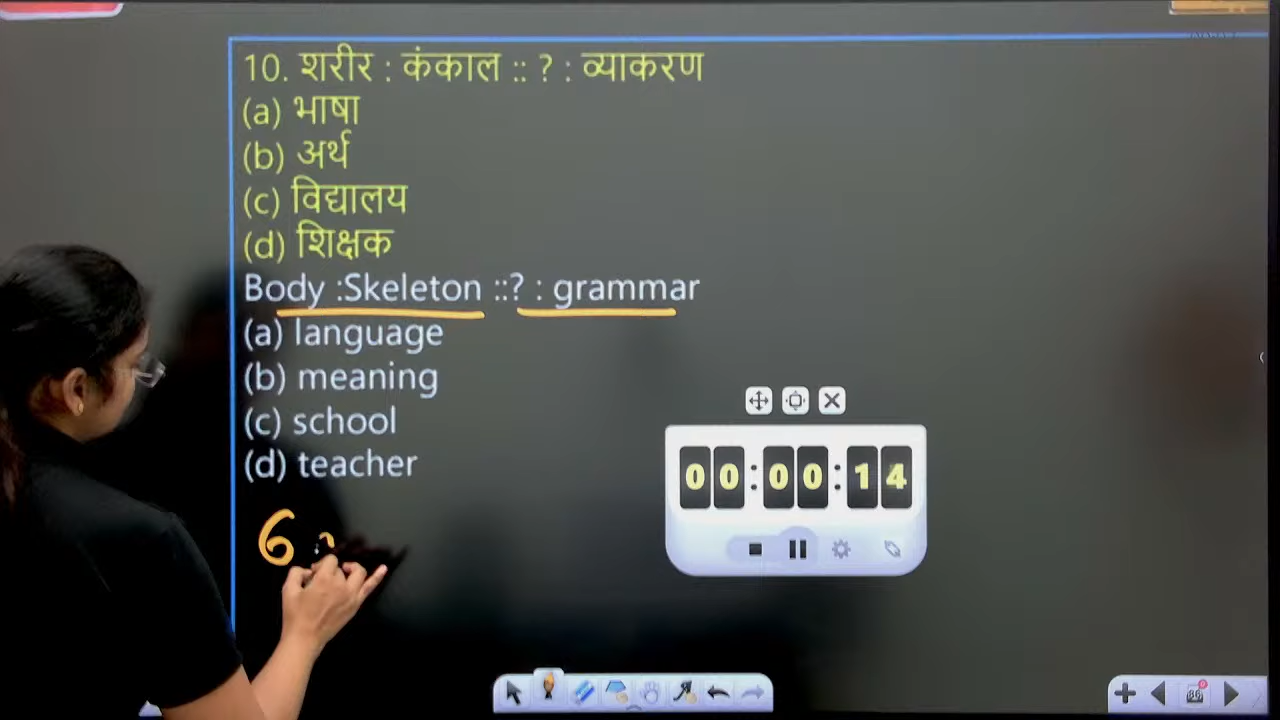 10. शरीर : कंकाल :: ? : व्याकरण
(a) भाषा
(b) अर्थ
(c) विद्यालय
(d) शिक्षक
Body :Skeleton ::? : grammar
(a) language
(b) meaning
(c) school
(d) teacher
6
00:00:14